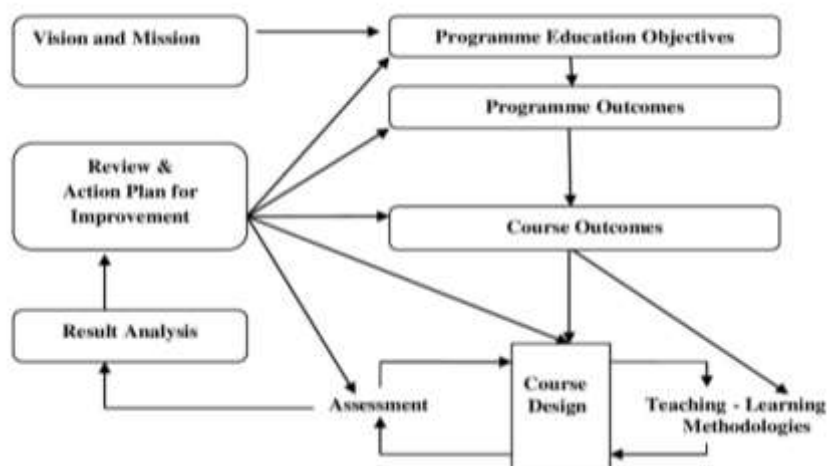 Vision and Mission
Programme Education Objectives
Programme Outcomes
Review &
Action Plan for
Improvement
Course Outcomes
Result Analysis
Assessment
Course
Design
Teaching - Learning
Methodologies